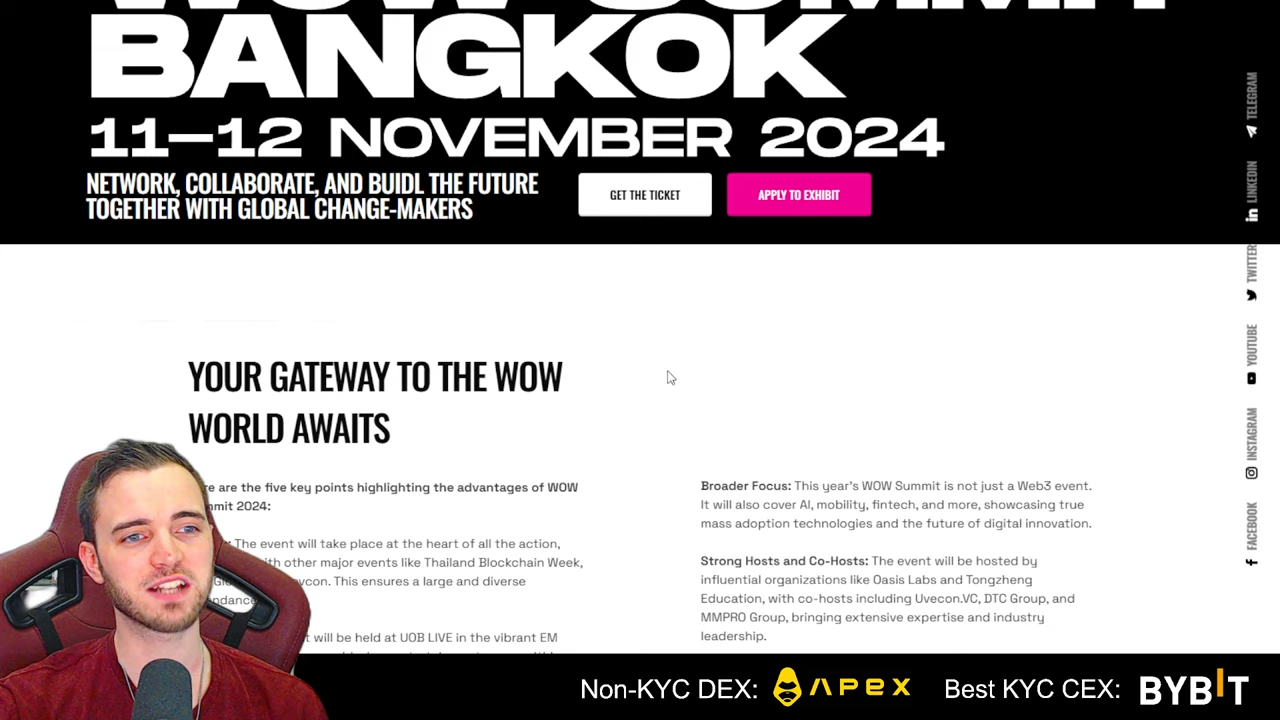 BANGKOK
11—12 NOVEMBER 2024
NETWORK, COLLABORATE, AND BUIDL THE FUTURE
TOGETHER WITH GLOBAL CHANGE-MAKERS
GET THE TICKET
APPLY TO EXHIBIT
TELEGRAM
LINKEDIN
TWITTER
YOUTUBE
INSTAGRAM
FACEBOOK
YOUR GATEWAY TO THE WOW
WORLD AWAITS
are the five key points highlighting the advantages of WOW
2024:
The event will take place at the heart of all the action,
with other major events like Thailand Blockchain Week,
This ensures a large and diverse
will be held at UOB LIVE in the vibrant EM
Broader Focus: This year's WOW Summit is not just a Web3 event.
It will also cover AI, mobility, fintech, and more, showcasing true
mass adoption technologies and the future of digital innovation.
Strong Hosts and Co-Hosts: The event will be hosted by
influential organizations like Oasis Labs and Tongzheng
Education, with co-hosts including Uvecon.VC, DTC Group, and
MMPRO Group, bringing extensive expertise and industry
leadership.
Non-KYC DEX: APEX Best KYC CEX: BYBIT